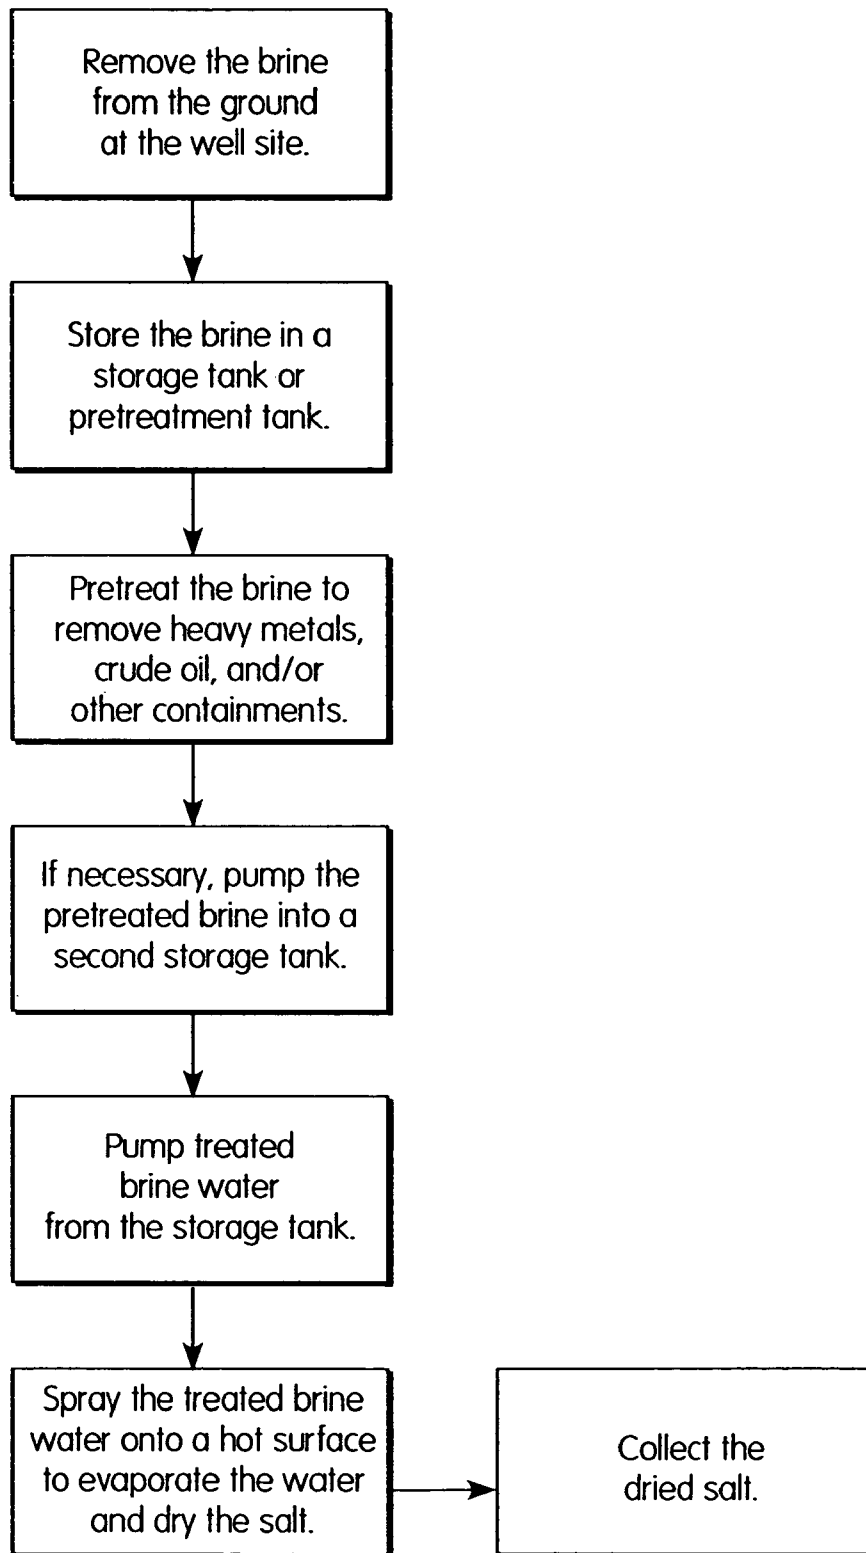 Remove the brine
from the ground
at the well site.
Store the brine in a
storage tank or
pretreatment tank.
Pretreat the brine to
remove heavy metals,
crude oil, and/or
other containments.
If necessary, pump the
pretreated brine into a
second storage tank.
Pump treated
brine water
from the storage tank.
Spray the treated brine
water onto a hot surface
to evaporate the water
and dry the salt.
Collect the
dried salt.